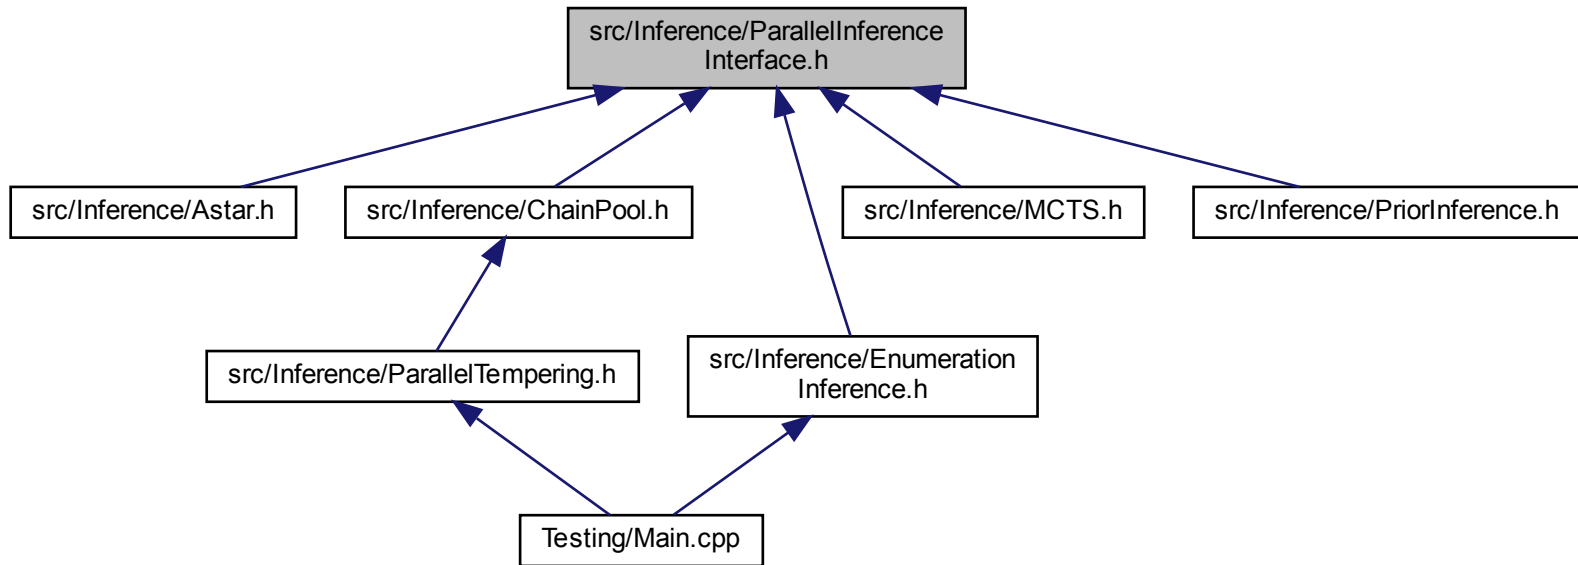 src/Inference/ParallelInference
Interface.h
src/Inference/Astar.h
src/Inference/ChainPool.h
src/Inference/MCTS.h
src/Inference/PriorInference.h
src/Inference/ParallelTempering.h
src/Inference/Enumeration
Inference.h
Testing/Main.cpp